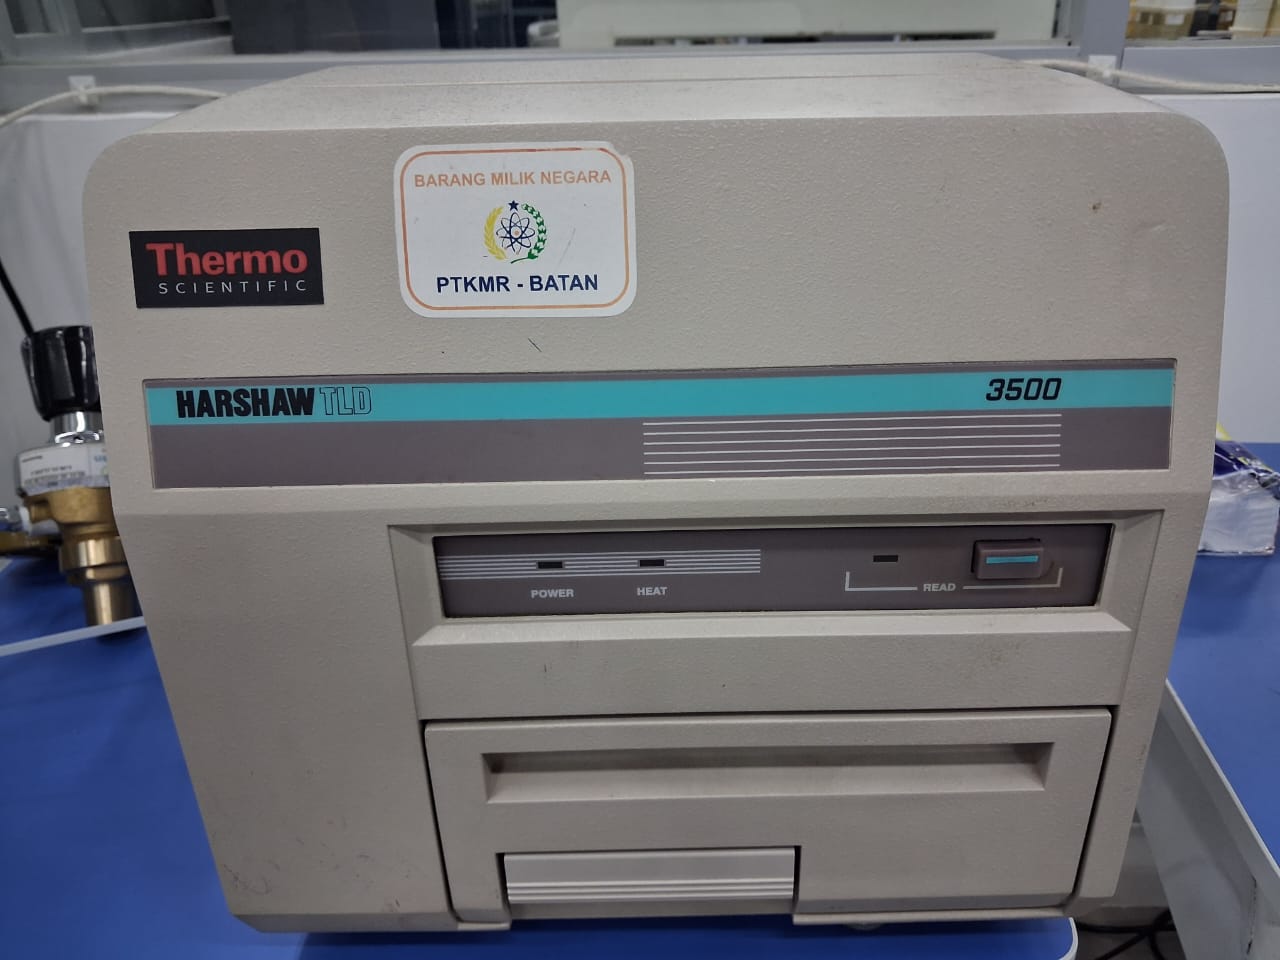 BARANG MILIK NEGARA
PTKMR - BATAN
Thermo
SCIENTIFIC
HARSHAW TLD
3500
POWER
HEAT
READ